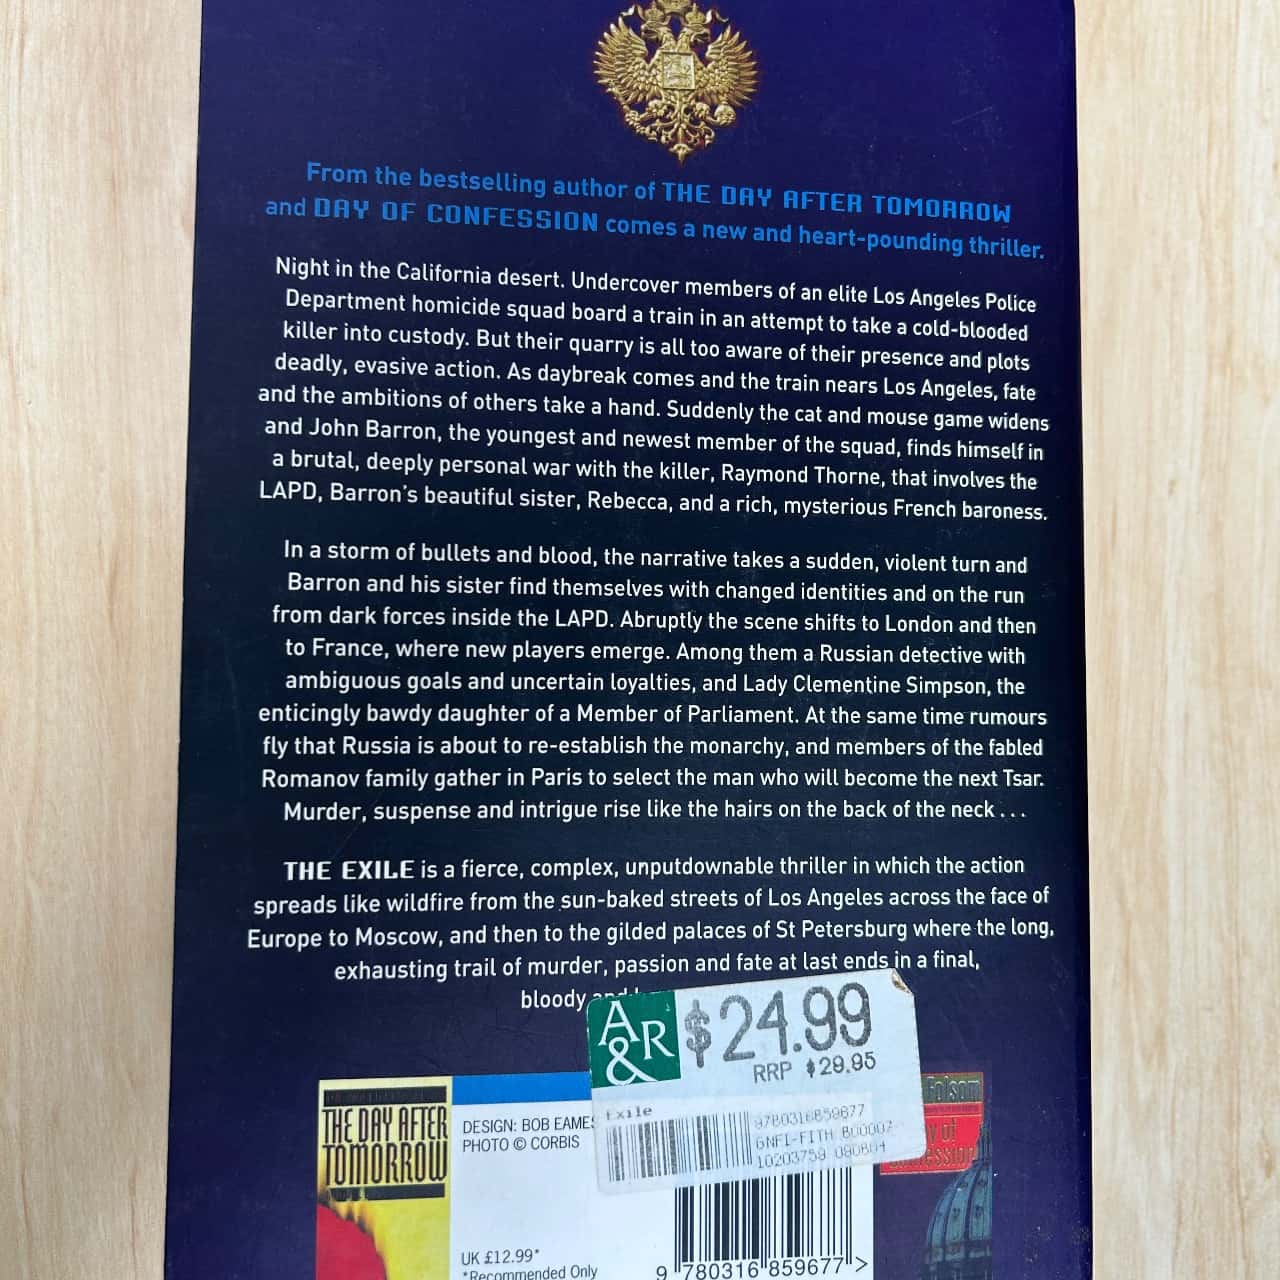 From the bestselling author of THE DAY AFTER TOMORROW
and DAY OF CONFESSION comes a new and heart-pounding thriller.
Night in the California desert. Undercover members of an elite Los Angeles Police
Department homicide squad board a train in an attempt to take a cold-blooded
killer into custody. But their quarry is all too aware of their presence and plots
deadly, evasive action. As daybreak comes and the train nears Los Angeles, fate
and the ambitions of others take a hand. Suddenly the cat and mouse game widens
and John Barron, the youngest and newest member of the squad, finds himself in
a brutal, deeply personal war with the killer, Raymond Thorne, that involves the
LAPD, Barron's beautiful sister, Rebecca, and a rich, mysterious French baroness.
In a storm of bullets and blood, the narrative takes a sudden, violent turn and
Barron and his sister find themselves with changed identities and on the run
from dark forces inside the LAPD. Abruptly the scene shifts to London and then
to France, where new players emerge. Among them a Russian detective with
ambiguous goals and uncertain loyalties, and Lady Clementine Simpson, the
enticingly bawdy daughter of a Member of Parliament. At the same time rumours
fly that Russia is about to re-establish the monarchy, and members of the fabled
Romanov family gather in Paris to select the man who will become the next Tsar.
Murder, suspense and intrigue rise like the hairs on the back of the neck...
THE EXILE is a fierce, complex, unputdownable thriller in which the action
spreads like wildfire from the sun-baked streets of Los Angeles across the face of
Europe to Moscow, and then to the gilded palaces of St Petersburg where the long,
exhausting trail of murder, passion and fate at last ends in a final,
bloody
A&R $24.99
RRP $29.95
Exile
9780316859677
GNFI-FITH
10203759 080604
THE DAY AFTER
TOMORROW
DESIGN: BOB EAMES
PHOTO © CORBIS
UK £12.99*
*Recommended Only
9 780316 859677 >
Folsom